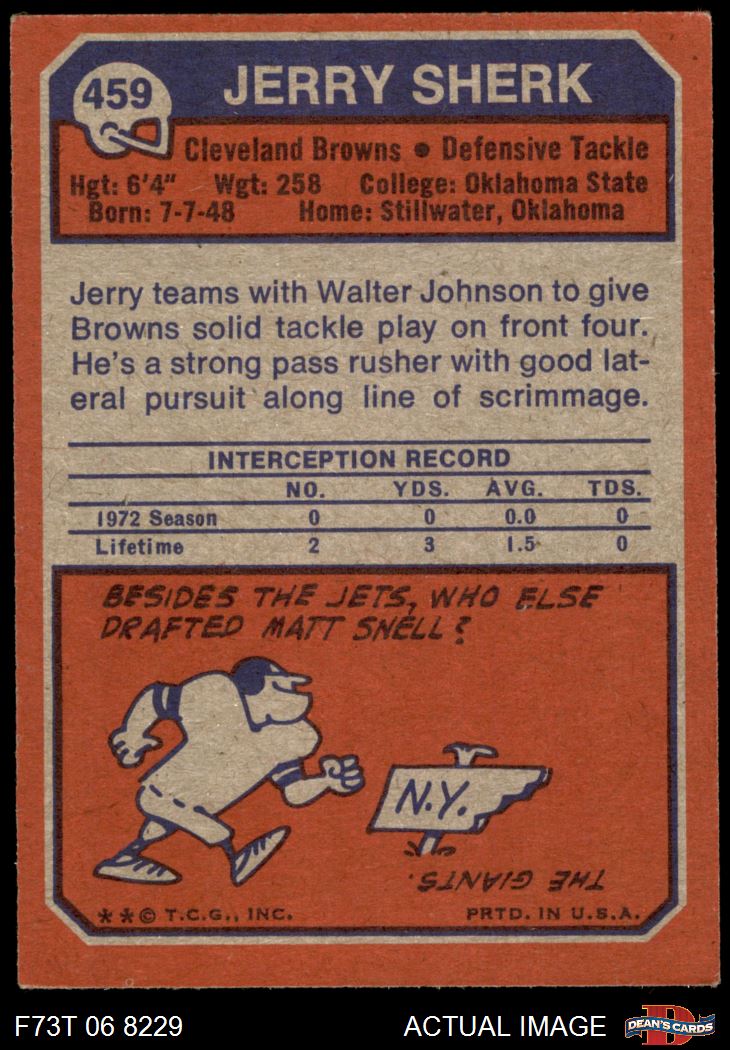 459
JERRY SHERK
Cleveland Browns • Defensive Tackle
Hgt: 6'4" Wgt: 258 College: Oklahoma State
Born: 7-7-48 Home: Stillwater, Oklahoma
Jerry teams with Walter Johnson to give
Browns solid tackle play on front four.
He's a strong pass rusher with good lat-
eral pursuit along line of scrimmage.
INTERCEPTION RECORD
NO. YDS. AVG. TDS.
1972 Season 0 0 0.0 0
Lifetime 2 3 1.5 0
BESIDES THE JETS, WHO ELSE
DRAFTED MATT SNELL?
N.Y.
THE GIANTS.
**© T.C.G., INC. PRTD. IN U.S.A.
F73T 06 8229 ACTUAL IMAGE
D
DEAN'S CARDS